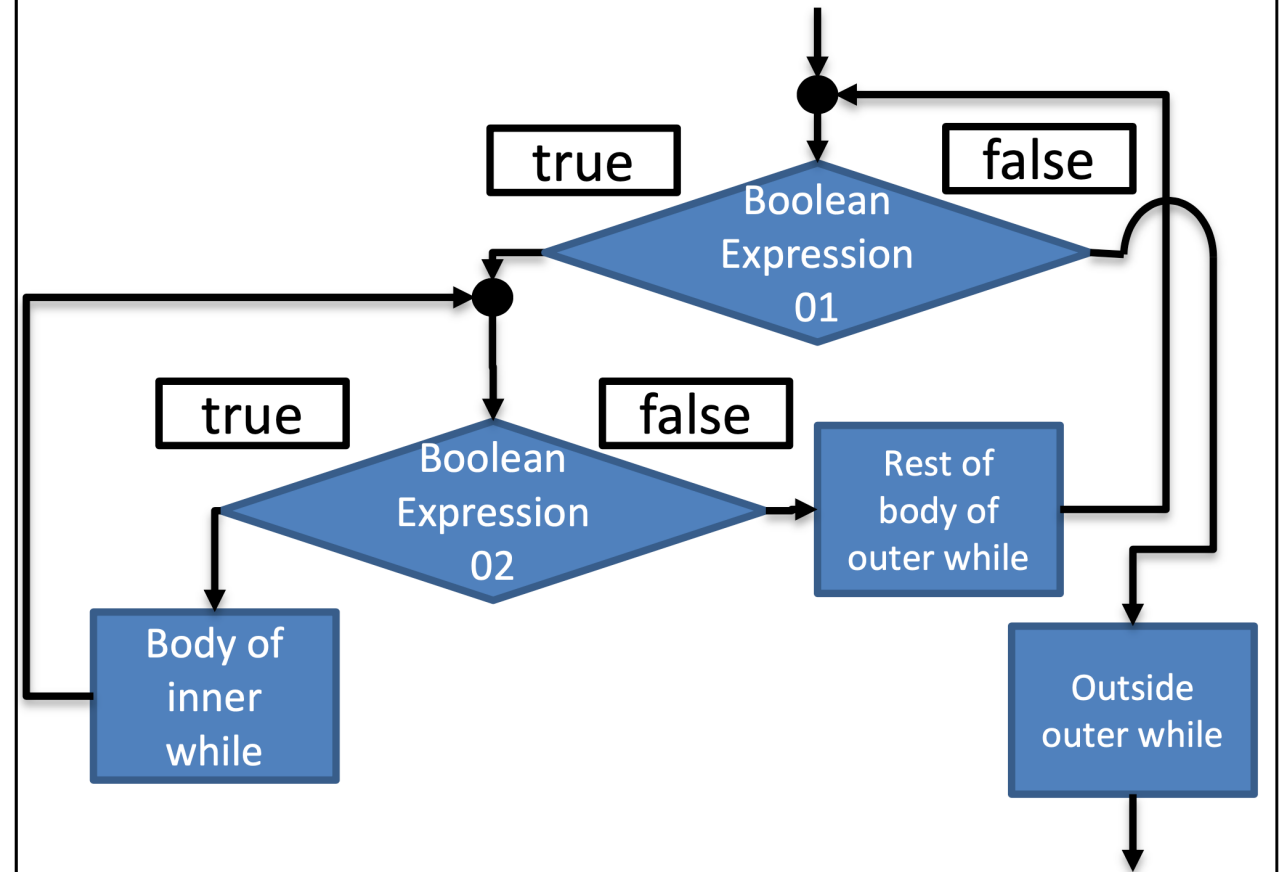 true
false
Boolean
Expression
01
true
false
Boolean
Expression
02
Rest of
body of
outer while
Body of
inner
while
Outside
outer while